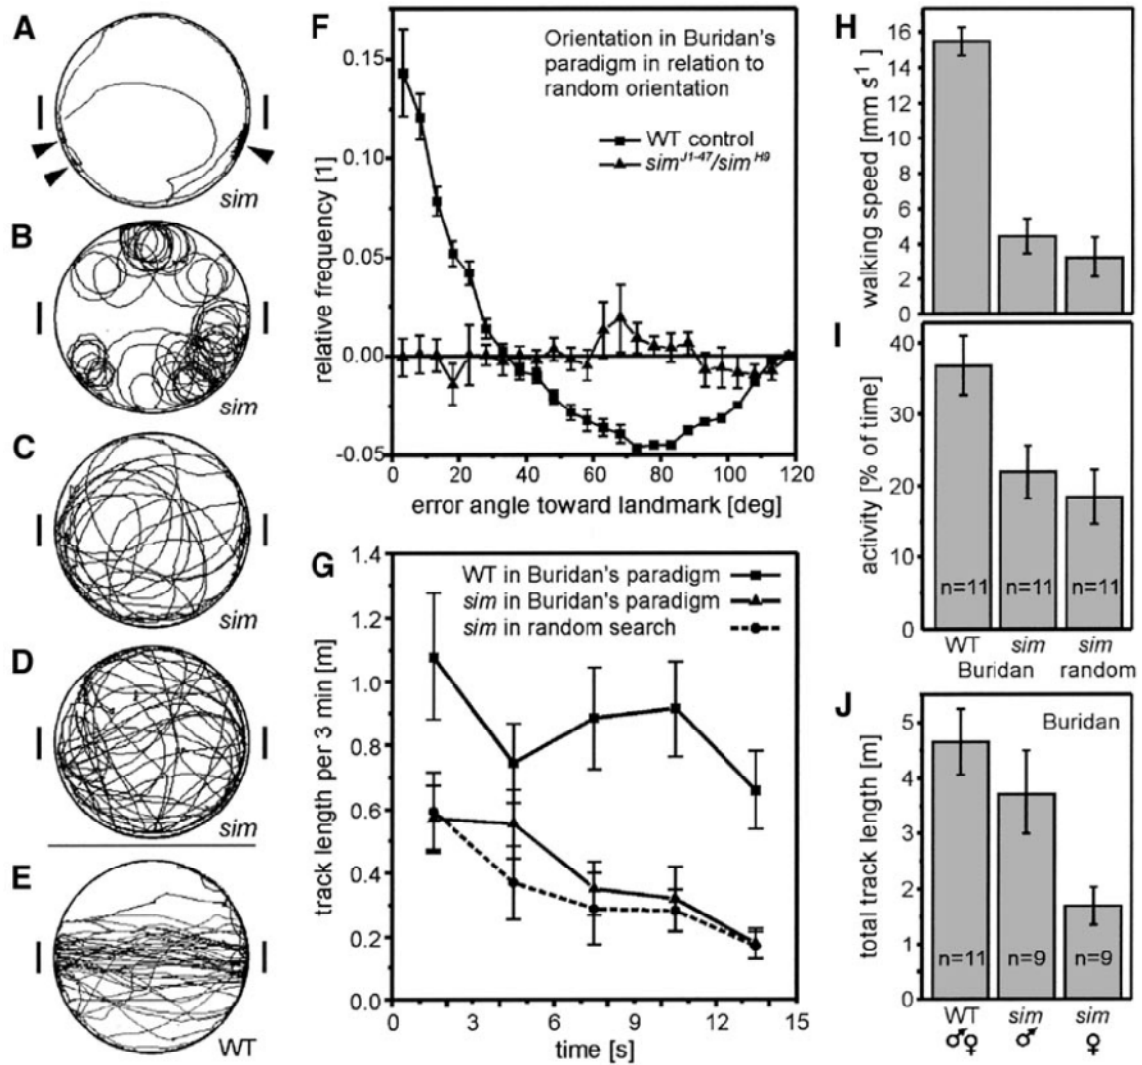 A
sim
B
sim
C
sim
D
sim
E
WT
F
Orientation in Buridan's
paradigm in relation to
random orientation
WT control
sim J1-47/sim H9
relative frequency [1]
0.15
0.10
0.05
0.00
-0.05
0 20 40 60 80 100 120
error angle toward landmark [deg]
G
WT in Buridan's paradigm
sim in Buridan's paradigm
sim in random search
track length per 3 min [m]
1.4
1.2
1.0
0.8
0.6
0.4
0.2
0.0
0 3 6 9 12 15
time [s]
H
walking speed [mm s-1]
16
14
12
10
8
6
4
2
0
I
activity [% of time]
40
30
20
10
0
n=11 n=11 n=11
WT sim sim
Buridan random
J
Buridan
total track length [m]
5
4
3
2
1
0
n=11 n=9 n=9
WT sim sim
♂♀ ♂ ♀